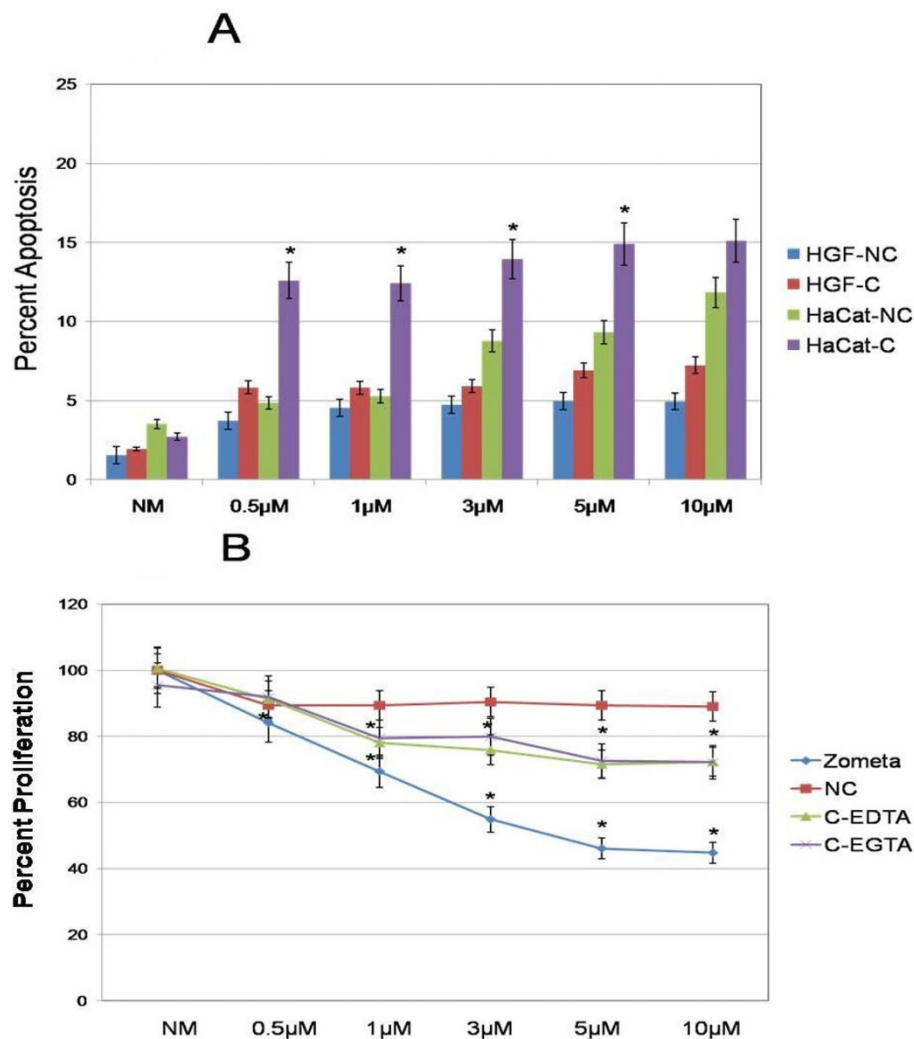 A
25
20
15
10
5
0
Percent Apoptosis
* * * *
NM 0.5µM 1µM 3µM 5µM 10µM
HGF-NC
HGF-C
HaCat-NC
HaCat-C
B
120
100
80
60
40
20
0
Percent Proliferation
* * * * *
* * * * *
NM 0.5µM 1µM 3µM 5µM 10µM
Zometa
NC
C-EDTA
C-EGTA